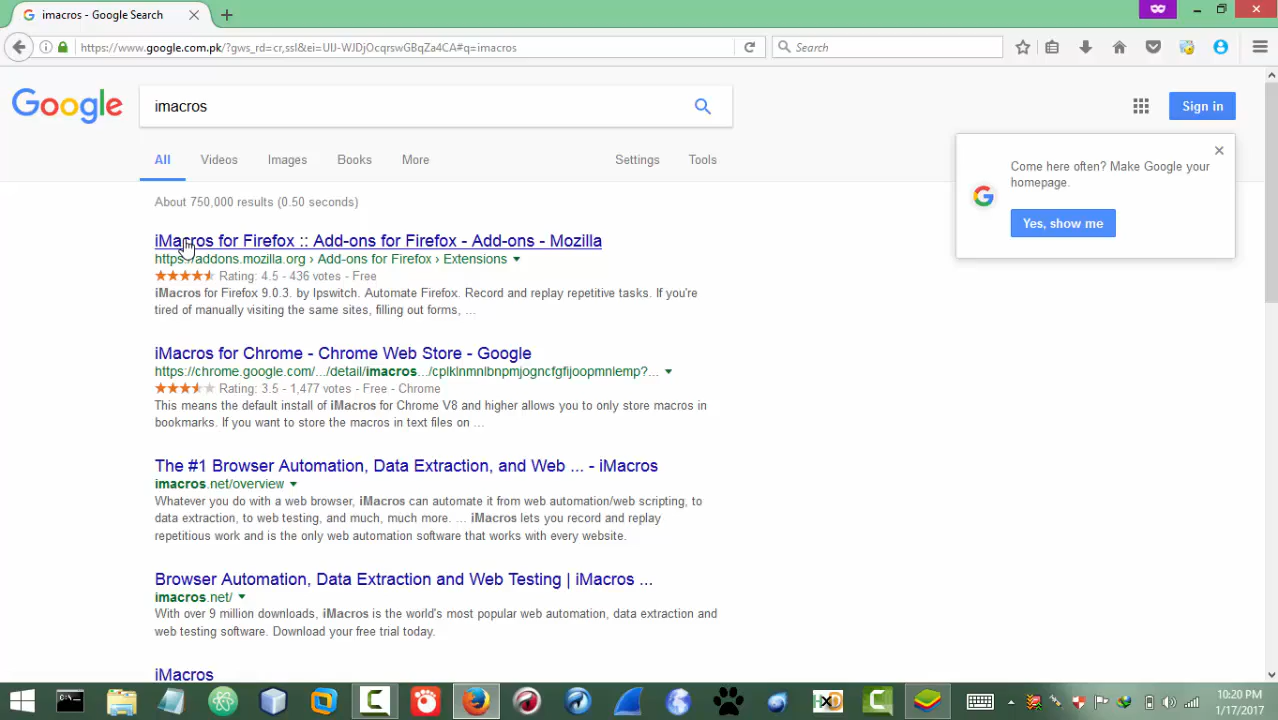 imacros - Google Search
https://www.google.com.pk/?gws_rd=cr,ssl&ei=UlJ-WJDjOcqrswGBqZa4CA#q=imacros
Search
Google
imacros
Sign in
All
Videos
Images
Books
More
Settings
Tools
Come here often? Make Google your
homepage.
Yes, show me
About 750,000 results (0.50 seconds)
iMacros for Firefox :: Add-ons for Firefox - Add-ons - Mozilla
https://addons.mozilla.org › Add-ons for Firefox › Extensions
Rating: 4.5 - 436 votes - Free
iMacros for Firefox 9.0.3. by Ipswitch. Automate Firefox. Record and replay repetitive tasks. If you're
tired of manually visiting the same sites, filling out forms, ...
iMacros for Chrome - Chrome Web Store - Google
https://chrome.google.com/.../detail/imacros.../cplklnmnlbnpmjogncfgfijoopmnlemp?...
Rating: 3.5 - 1,477 votes - Free - Chrome
This means the default install of iMacros for Chrome V8 and higher allows you to only store macros in
bookmarks. If you want to store the macros in text files on ...
The #1 Browser Automation, Data Extraction, and Web ... - iMacros
imacros.net/overview
Whatever you do with a web browser, iMacros can automate it from web automation/web scripting, to
data extraction, to web testing, and much, much more. ... iMacros lets you record and replay
repetitious work and is the only web automation software that works with every website.
Browser Automation, Data Extraction and Web Testing | iMacros ...
imacros.net/
With over 9 million downloads, iMacros is the world's most popular web automation, data extraction and
web testing software. Download your free trial today.
iMacros
10:20 PM
1/17/2017